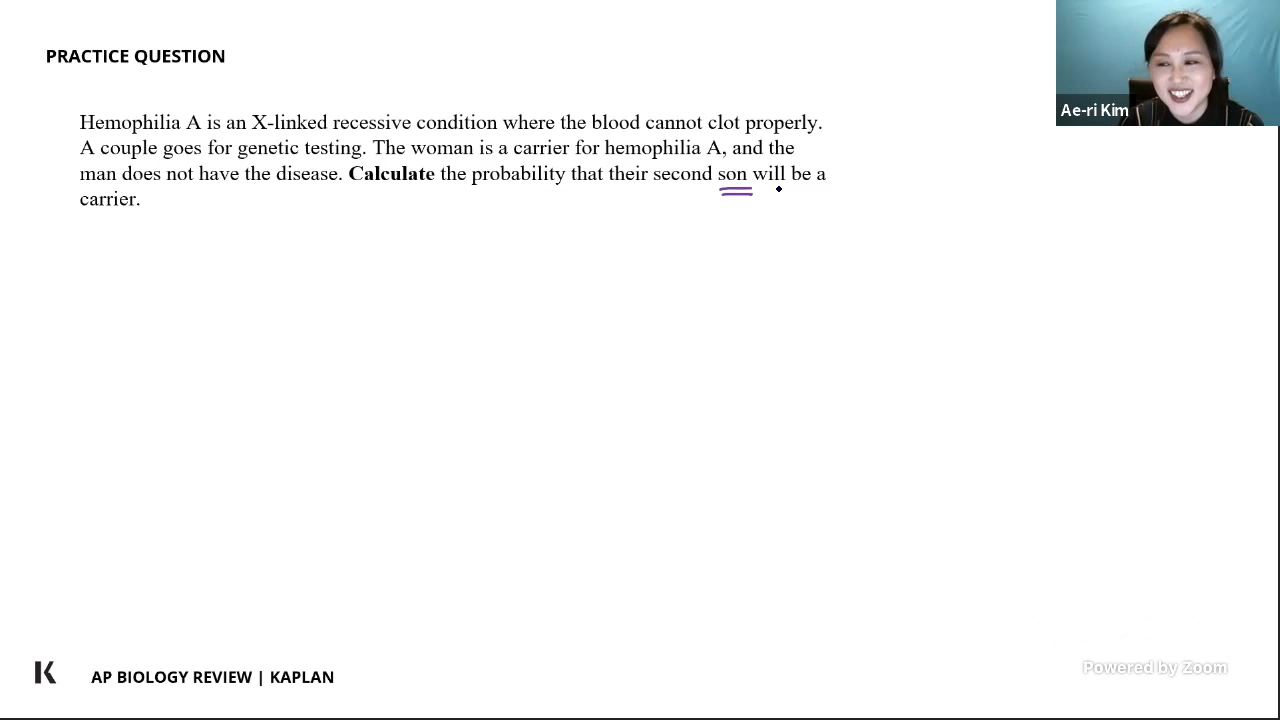 PRACTICE QUESTION
Ae-ri Kim
Hemophilia A is an X-linked recessive condition where the blood cannot clot properly.
A couple goes for genetic testing. The woman is a carrier for hemophilia A, and the
man does not have the disease. Calculate the probability that their second son will be a
carrier.
K
AP BIOLOGY REVIEW | KAPLAN
Powered by Zoom